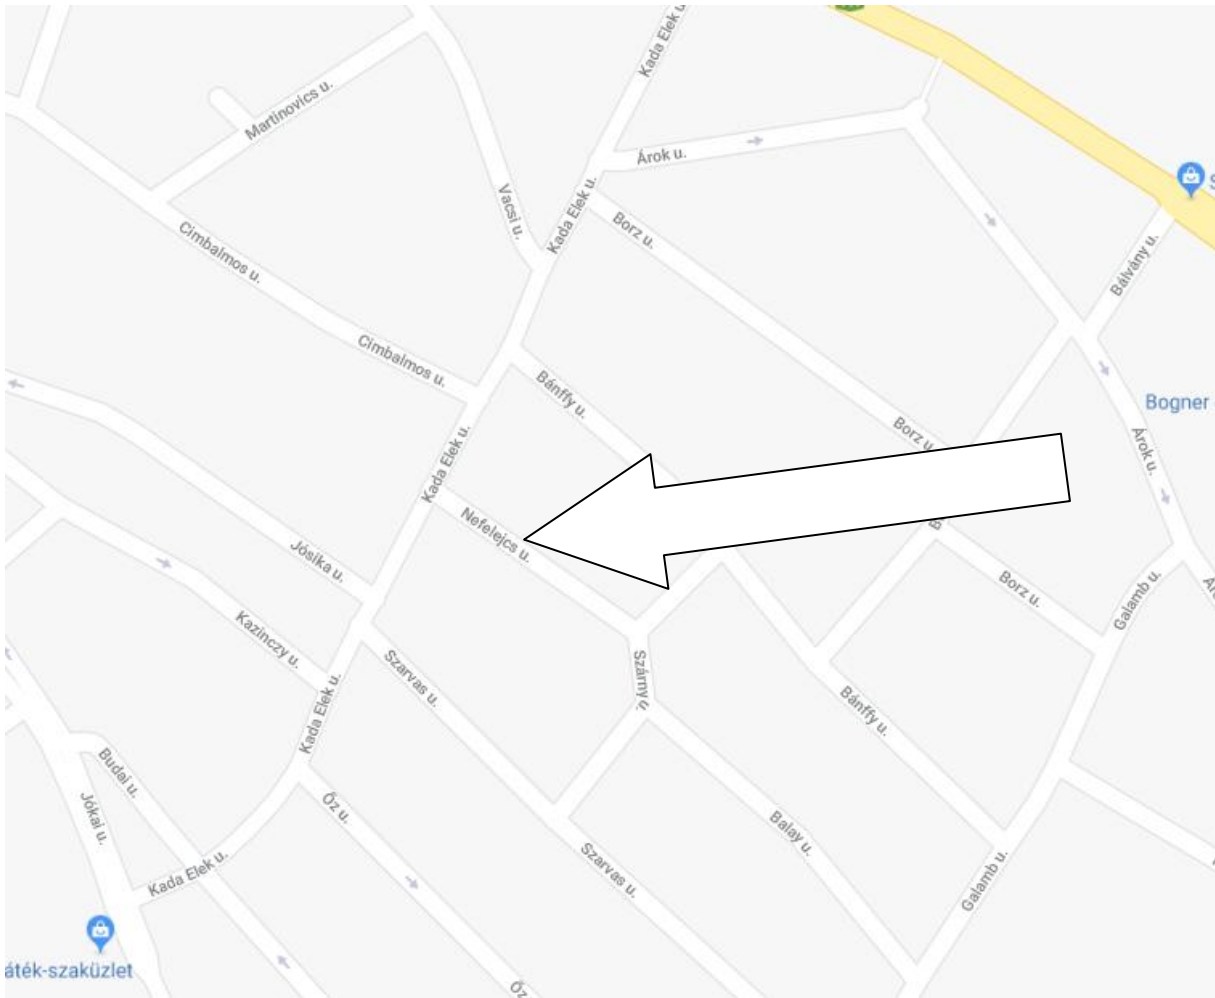 Kada Elek u.
Martinovics u.
Árok u.
Vacsi u.
Kada Elek u.
Borz u.
Cimbalmos u.
Bálvány u.
Cimbalmos u.
Bánffy u.
Bogner
Borz u.
Árok u.
Kada Elek u.
Nefelejcs u.
Jósika u.
Borz u.
Galamb u.
Kazinczy u.
Szarvas u.
Szárny u.
Kada Elek u.
Bánffy u.
Budai u.
Jókai u.
Őz u.
Balay u.
Kada Elek u.
Szarvas u.
Galamb u.
áték-szaküzlet
Őz